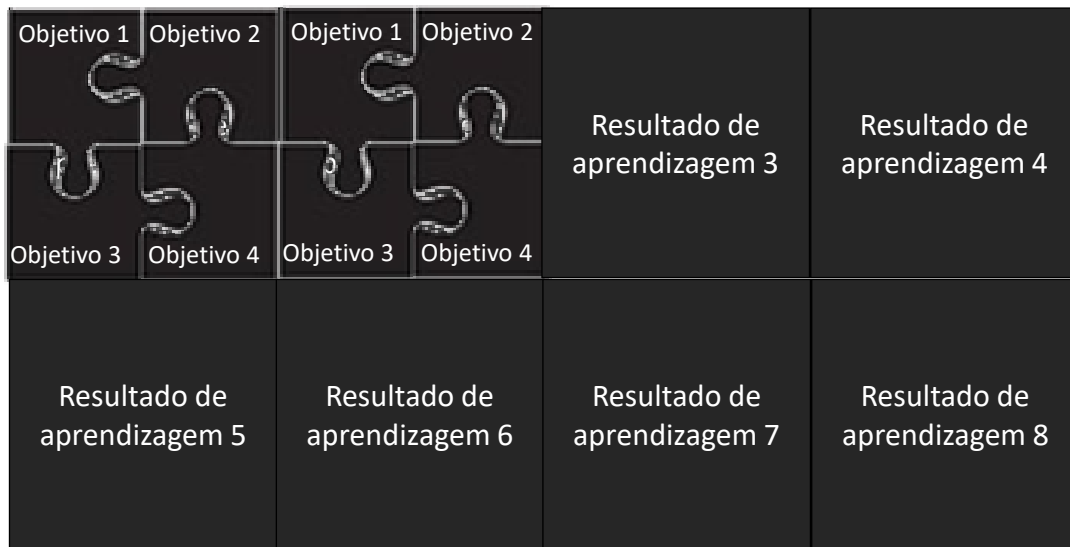 Objetivo 1 Objetivo 2 Objetivo 1 Objetivo 2
Resultado de
aprendizagem 3
Resultado de
aprendizagem 4
Objetivo 3 Objetivo 4 Objetivo 3 Objetivo 4
Resultado de
aprendizagem 5
Resultado de
aprendizagem 6
Resultado de
aprendizagem 7
Resultado de
aprendizagem 8